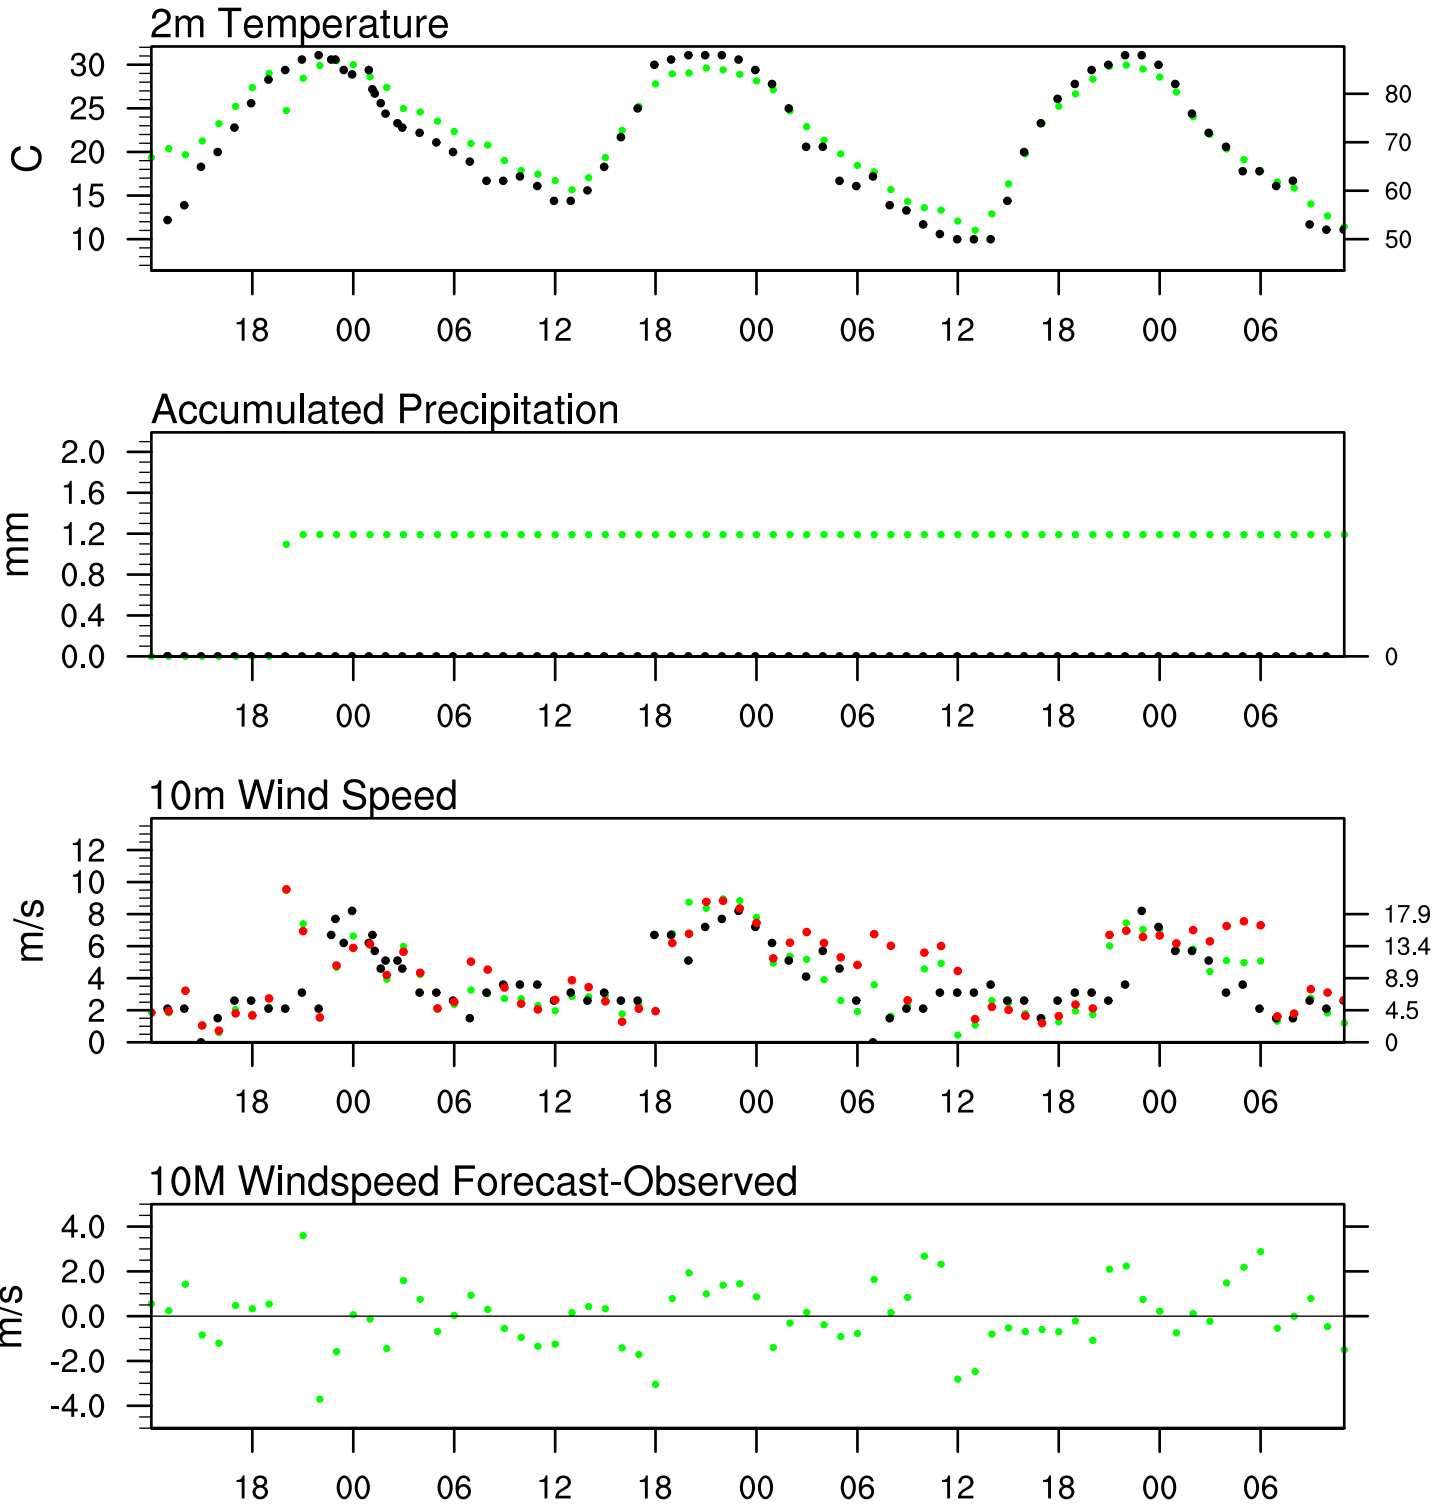 2m Temperature
C
30
25
20
15
10
80
70
60
50
18 00 06 12 18 00 06 12 18 00 06
Accumulated Precipitation
mm
2.0
1.6
1.2
0.8
0.4
0.0
0
18 00 06 12 18 00 06 12 18 00 06
10m Wind Speed
m/s
12
10
8
6
4
2
0
17.9
13.4
8.9
4.5
0
18 00 06 12 18 00 06 12 18 00 06
10M Windspeed Forecast-Observed
m/s
4.0
2.0
0.0
-2.0
-4.0
18 00 06 12 18 00 06 12 18 00 06